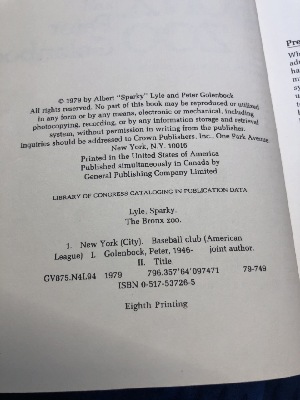 © 1979 by Albert "Sparky" Lyle and Peter Golenbock
All rights reserved. No part of this book may be reproduced or utilized
in any form or by any means, electronic or mechanical, including
photocopying, recording, or by any information storage and retrieval
system, without permission in writing from the publisher.
Inquiries should be addressed to Crown Publishers, Inc., One Park Avenue
New York, N.Y. 10016
Printed in the United States of America
Published simultaneously in Canada by
General Publishing Company Limited
LIBRARY OF CONGRESS CATALOGING IN PUBLICATION DATA
Lyle, Sparky.
The Bronx zoo.
1. New York (City). Baseball club (American
League) I. Golenbock, Peter, 1946- joint author.
II. Title
GV875.N4L94 1979 796.357'64'097471 79-749
ISBN 0-517-53726-5
Eighth Printing